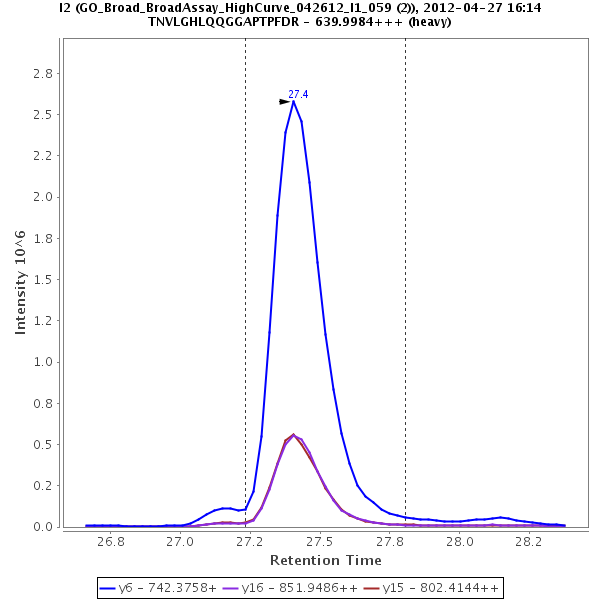 I2 (GO_Broad_BroadAssay_HighCurve_042612_I1_059 (2)), 2012-04-27 16:14
TNVLGHLQQGGAPTPFDR - 639.9984+++ (heavy)
27.4
2.8
2.5
2.2
2.0
1.8
1.5
1.2
1.0
0.8
0.5
0.2
0.0
Intensity 10^6
26.8 27.0 27.2 27.5 27.8 28.0 28.2
Retention Time
y6 - 742.3758+ y16 - 851.9486++ y15 - 802.4144++